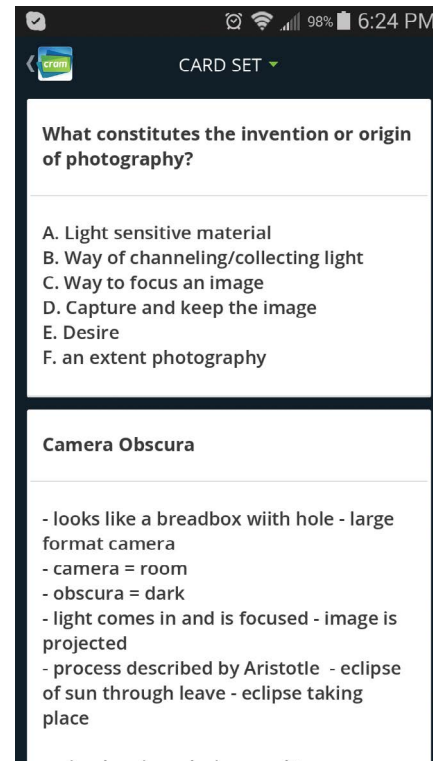 98% 6:24 PM
cram
CARD SET
What constitutes the invention or origin
of photography?
A. Light sensitive material
B. Way of channeling/collecting light
C. Way to focus an image
D. Capture and keep the image
E. Desire
F. an extent photography
Camera Obscura
- looks like a breadbox wiith hole - large
format camera
- camera = room
- obscura = dark
- light comes in and is focused - image is
projected
- process described by Aristotle - eclipse
of sun through leave - eclipse taking
place